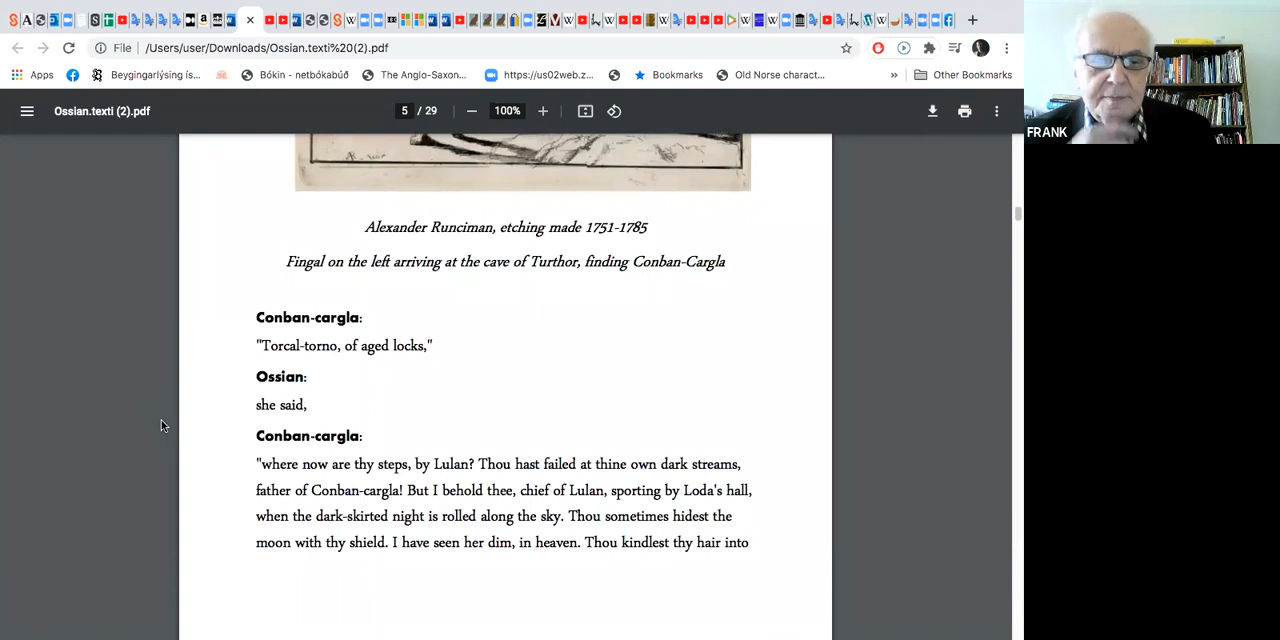 File
/Users/user/Downloads/Ossian.texti%20(2).pdf
Apps
Beygingarlýsing ís...
Bókin - netbókabúð
The Anglo-Saxon...
https://us02web.z...
Bookmarks
Old Norse charact...
»
Other Bookmarks
Ossian.texti (2).pdf
5 / 29
100%
FRANK
Alexander Runciman, etching made 1751-1785
Fingal on the left arriving at the cave of Turthor, finding Conban-Cargla
Conban-cargla:
"Torcal-torno, of aged locks,"
Ossian:
she said,
Conban-cargla:
"where now are thy steps, by Lulan? Thou hast failed at thine own dark streams,
father of Conban-cargla! But I behold thee, chief of Lulan, sporting by Loda's hall,
when the dark-skirted night is rolled along the sky. Thou sometimes hidest the
moon with thy shield. I have seen her dim, in heaven. Thou kindlest thy hair into